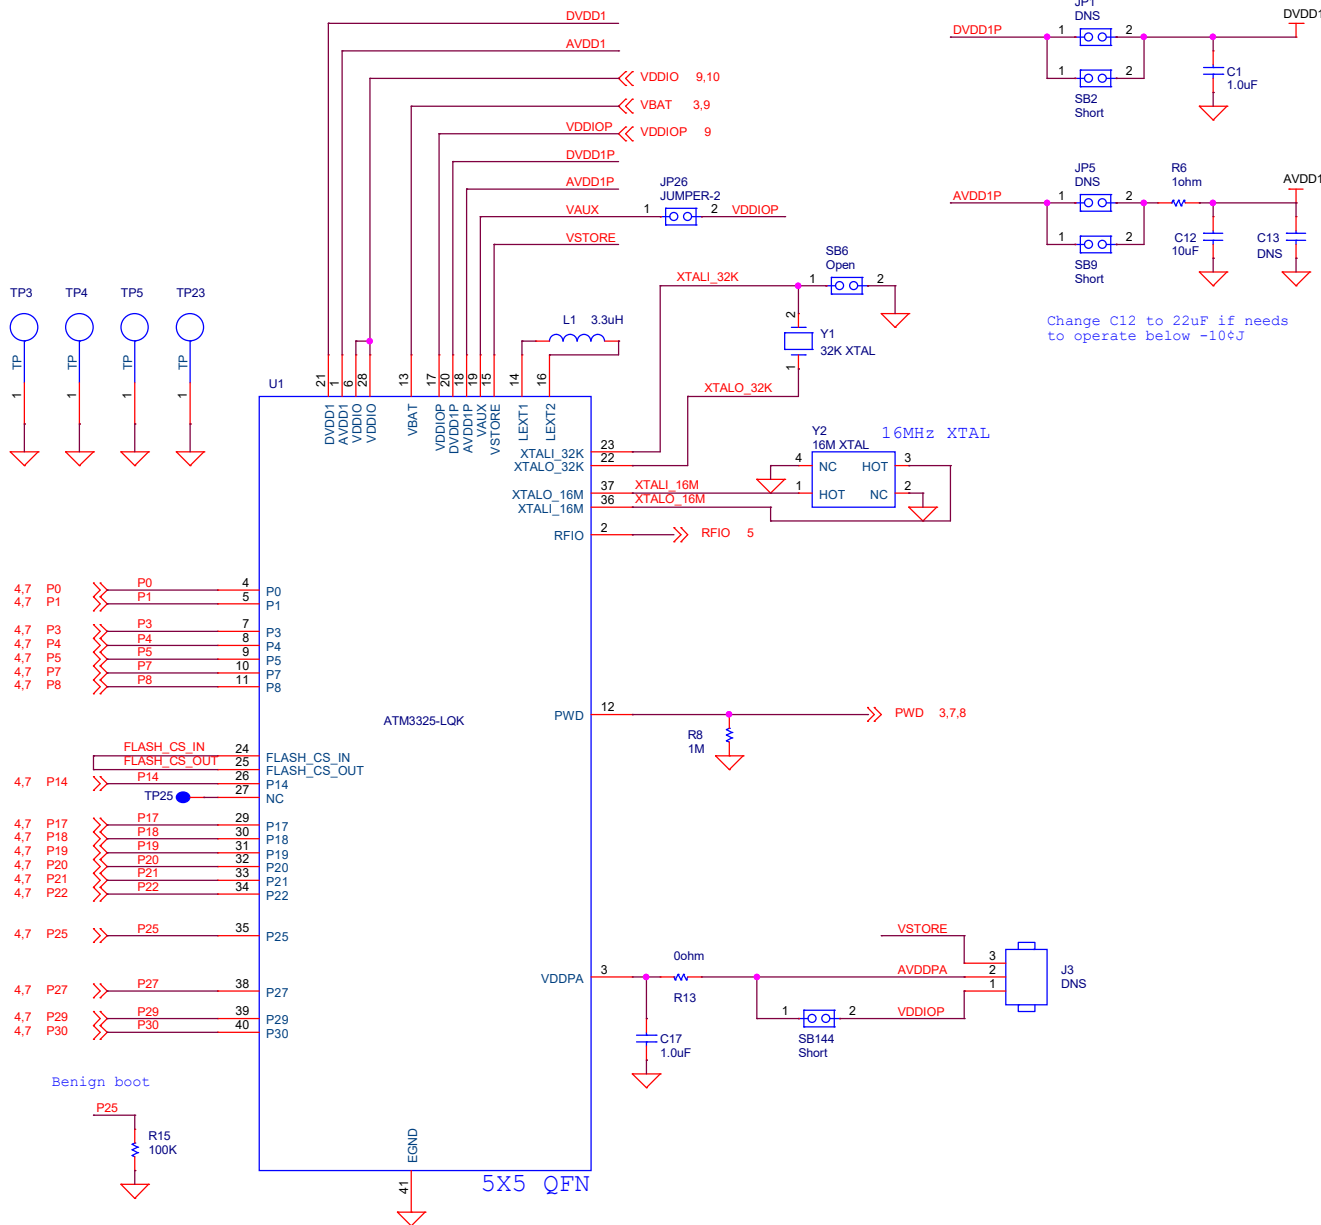 DVDD1
AVDD1
VDDIO 9,10
VBAT 3,9
VDDIOP VDDIOP 9
DVDD1P
AVDD1P
VAUX 1 2 VDDIOP
JP26
JUMPER-2
VSTORE
JP1
DNS
DVDD1P 1 2 DVDD1
C1
1.0uF
1 2
SB2
Short
JP5
DNS
AVDD1P 1 2
R6
1ohm
AVDD1
C12
10uF
C13
DNS
1 2
SB9
Short
Change C12 to 22uF if needs
to operate below -10¢J
SB6
Open
XTALI_32K 1 2
2
Y1
32K XTAL
1
XTALO_32K
L1 3.3uH
TP3 TP4 TP5 TP23
TP TP TP TP
1 1 1 1
U1
21 1 6 28 13 17 20 18 19 15 14 16
DVDD1 AVDD1 VDDIO VDDIO VBAT VDDIOP DVDD1P AVDD1P VAUX VSTORE LEXT1 LEXT2
XTALI_32K 23
XTALO_32K 22
XTALO_16M 37 XTALI_16M
XTALI_16M 36 XTALO_16M
RFIO 2 RFIO 5
Y2
16M XTAL
16MHz XTAL
4 NC HOT 3
1 HOT NC 2
4,7 P0 P0 4 P0
4,7 P1 P1 5 P1
4,7 P3 P3 7 P3
4,7 P4 P4 8 P4
4,7 P5 P5 9 P5
4,7 P7 P7 10 P7
4,7 P8 P8 11 P8
ATM3325-LQK
PWD 12 PWD 3,7,8
R8
1M
FLASH_CS_IN 24 FLASH_CS_IN
FLASH_CS_OUT 25 FLASH_CS_OUT
4,7 P14 P14 26 P14
TP25 27 NC
4,7 P17 P17 29 P17
4,7 P18 P18 30 P18
4,7 P19 P19 31 P19
4,7 P20 P20 32 P20
4,7 P21 P21 33 P21
4,7 P22 P22 34 P22
4,7 P25 P25 35 P25
4,7 P27 P27 38 P27
4,7 P29 P29 39 P29
4,7 P30 P30 40 P30
VDDPA 3
0ohm
R13
C17
1.0uF
VSTORE 3
AVDDPA 2
VDDIOP 1
J3
DNS
1 2
SB144
Short
Benign boot
P25
R15
100K
EGND
41
5X5 QFN